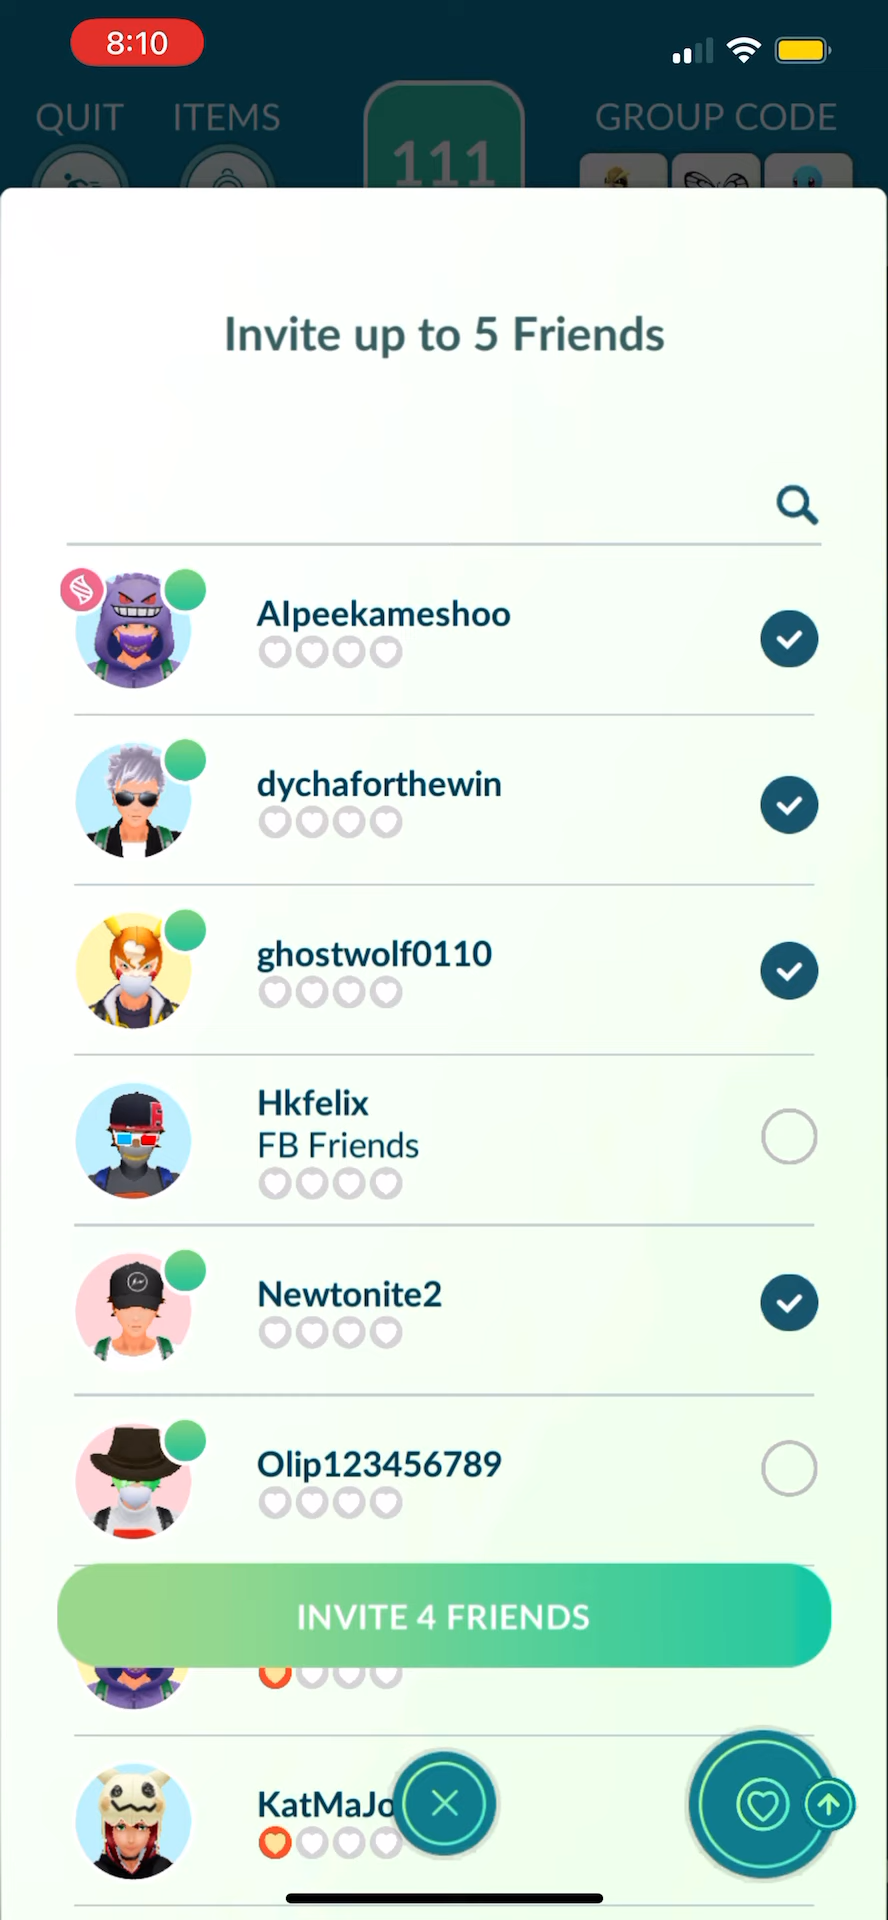 8:10
QUIT ITEMS 111 GROUP CODE
Invite up to 5 Friends
Alpeekameshoo
dychaforthewin
ghostwolf0110
Hkfelix
FB Friends
Newtonite2
Olip123456789
INVITE 4 FRIENDS
KatMaJo